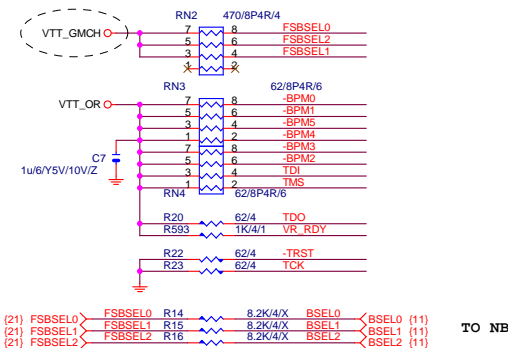 RN2 470/8P4R/4
VTT_GMCH 7 8 FSBSEL0
5 6 FSBSEL2
3 4 FSBSEL1
1 2
RN3 62/8P4R/6
VTT_OR 7 8 -BPM0
5 6 -BPM1
3 4 -BPM5
1 2 -BPM4
7 8 -BPM3
C7 5 6 -BPM2
1u/6/Y5V/10V/Z 3 4 TDI
1 2 TMS
RN4 62/8P4R/6
R20 62/4 TDO
R593 1K/4/1 VR_RDY
R22 62/4 -TRST
R23 62/4 TCK
{21} FSBSEL0 FSBSEL0 R14 8.2K/4/X BSEL0 BSEL0 {11}
{21} FSBSEL1 FSBSEL1 R15 8.2K/4/X BSEL1 BSEL1 {11} TO NB
{21} FSBSEL2 FSBSEL2 R16 8.2K/4/X BSEL2 BSEL2 {11}